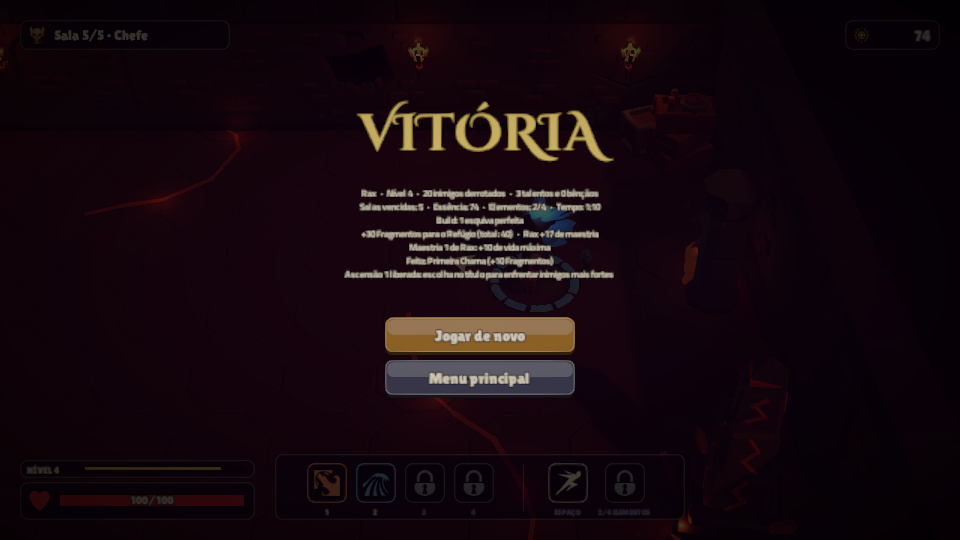 Sala 5/5 · Chefe
74
VITÓRIA
Rax · Nível 4 · 20 inimigos derrotados · 3 talentos e 0 bênçãos
Salas vencidas: 5 · Essência: 74 · Elementos: 2/4 · Tempo: 1:10
Build: 1 esquiva perfeita
+30 Fragmentos para o Refúgio (total: 40) · Rax +17 de maestria
Maestria 1 de Rax: +10 de vida máxima
Feito: Primeira Chama (+10 Fragmentos)
Ascensão 1 liberada: escolha no título para enfrentar inimigos mais fortes
Jogar de novo
Menu principal
NÍVEL 4
100/100
1 2 3 4 ESPAÇO 2/4 ELEMENTOS